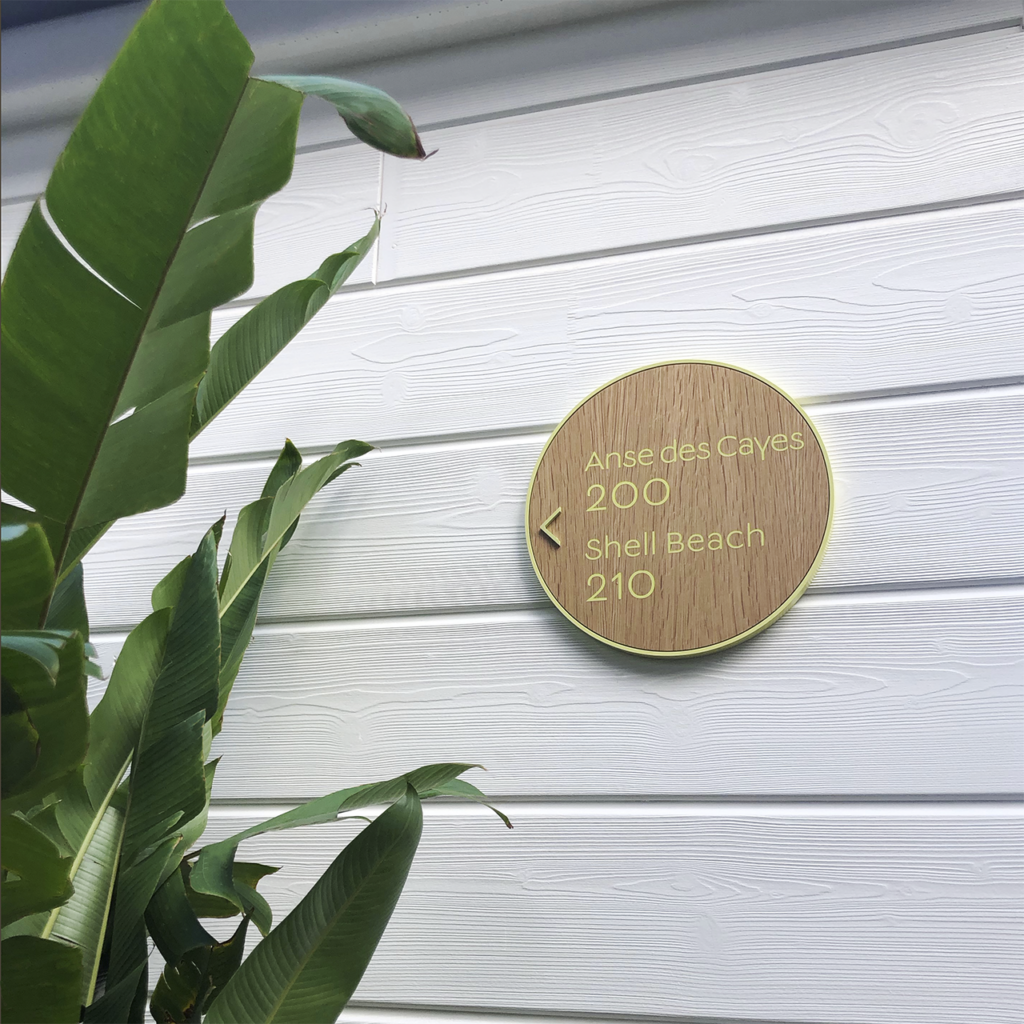 Anse des Cayes
200
< Shell Beach
210